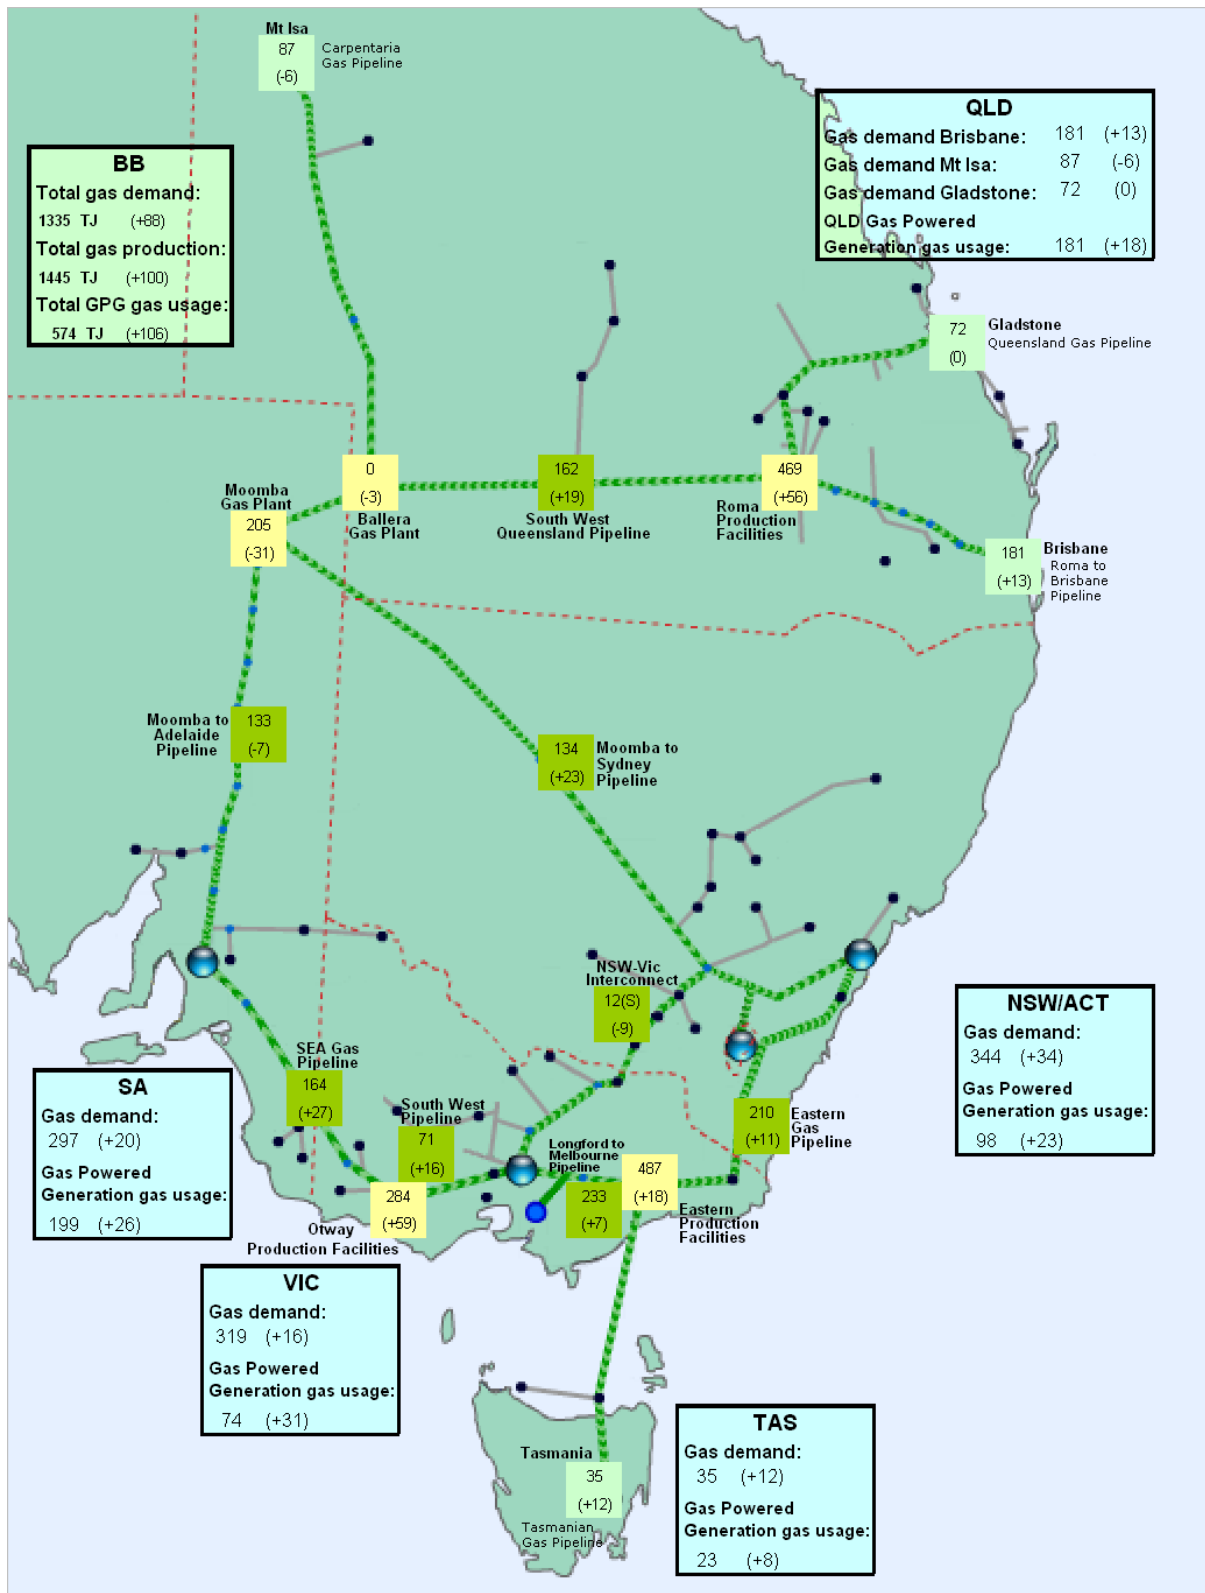 Mt Isa
87
(-6)
Carpentaria
Gas Pipeline
QLD
Gas demand Brisbane: 181 (+13)
Gas demand Mt Isa: 87 (-6)
Gas demand Gladstone: 72 (0)
QLD Gas Powered
Generation gas usage: 181 (+18)
BB
Total gas demand:
1335 TJ (+88)
Total gas production:
1445 TJ (+100)
Total GPG gas usage:
574 TJ (+106)
72
(0)
Gladstone
Queensland Gas Pipeline
Moomba
Gas Plant
205
(-31)
0
(-3)
Ballera
Gas Plant
162
(+19)
South West
Queensland Pipeline
469
(+56)
Roma
Production
Facilities
181
(+13)
Brisbane
Roma to
Brisbane
Pipeline
Moomba to
Adelaide
Pipeline
133
(-7)
134
(+23)
Moomba to
Sydney
Pipeline
NSW-Vic
Interconnect
12(S)
(-9)
NSW/ACT
Gas demand:
344 (+34)
Gas Powered
Generation gas usage:
98 (+23)
SEA Gas
Pipeline
164
(+27)
SA
Gas demand:
297 (+20)
Gas Powered
Generation gas usage:
199 (+26)
South West
Pipeline
71
(+16)
Longford to
Melbourne
Pipeline
233
(+7)
210
(+11)
Eastern
Gas
Pipeline
487
(+18)
Eastern
Production
Facilities
284
(+59)
Otway
Production Facilities
VIC
Gas demand:
319 (+16)
Gas Powered
Generation gas usage:
74 (+31)
Tasmania
35
(+12)
Tasmanian
Gas Pipeline
TAS
Gas demand:
35 (+12)
Gas Powered
Generation gas usage:
23 (+8)